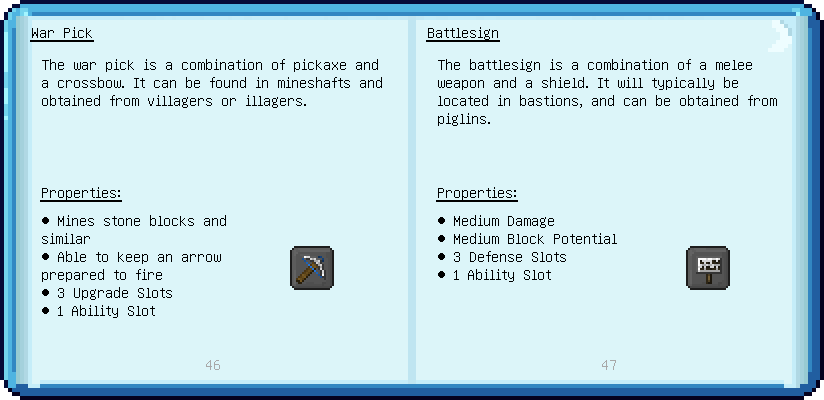 War Pick
The war pick is a combination of pickaxe and
a crossbow. It can be found in mineshafts and
obtained from villagers or illagers.
Properties:
● Mines stone blocks and
similar
● Able to keep an arrow
prepared to fire
● 3 Upgrade Slots
● 1 Ability Slot
46
Battlesign
The battlesign is a combination of a melee
weapon and a shield. It will typically be
located in bastions, and can be obtained from
piglins.
Properties:
● Medium Damage
● Medium Block Potential
● 3 Defense Slots
● 1 Ability Slot
47